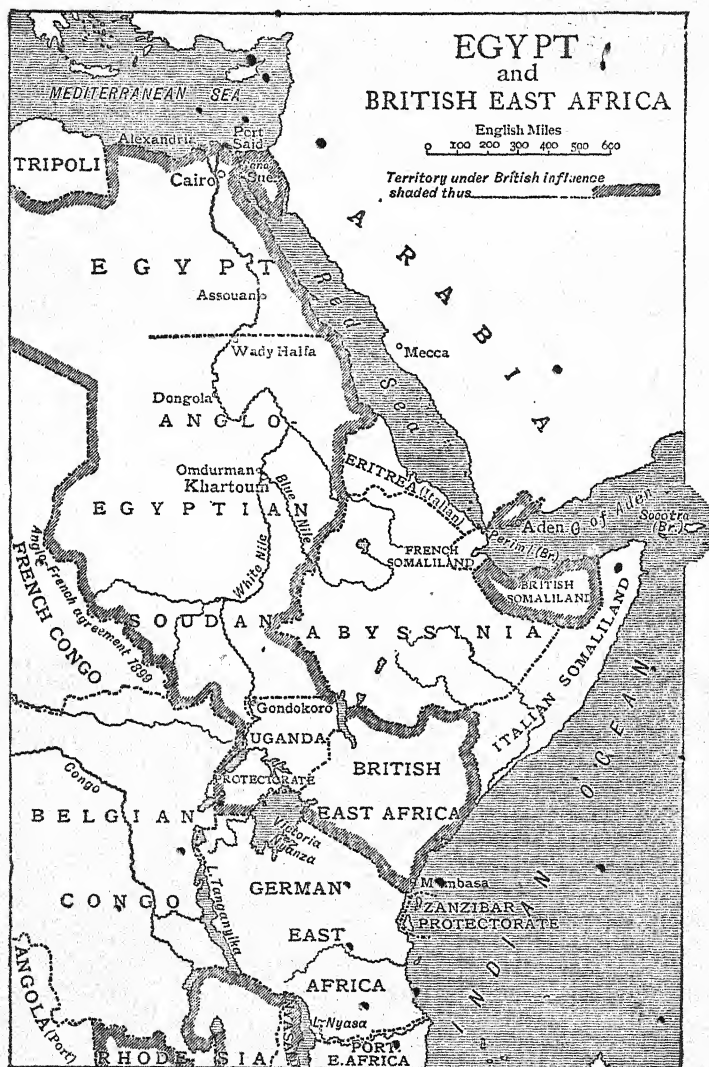 EGYPT
and
BRITISH EAST AFRICA
English Miles
0 100 200 300 400 500 600
Territory under British influence
shaded thus
MEDITERRANEAN SEA
Alexandria
Port
Said
TRIPOLI
Cairo
Suez
ARABIA
EGYPT
Red Sea
Assouan
Wady Halfa
Mecca
Dongola
ANGLO-
Omdurman
Khartoum
Blue Nile
ERITREA (Italian)
EGYPTIAN
Aden
G of Aden
Socotra
(Br.)
Perim I. (Br)
FRENCH
SOMALILAND
White Nile
BRITISH
SOMALILAND
Anglo French agreement 1899
FRENCH CONGO
SOUDAN
ABYSSINIA
ITALIAN SOMALILAND
Gondokoro
UGANDA
PROTECTORATE
BRITISH
EAST AFRICA
Congo
BELGIAN
CONGO
Victoria
Nyanza
INDIAN OCEAN
L. Tanganyika
GERMAN
EAST
AFRICA
Mombasa
ZANZIBAR
PROTECTORATE
ANGOLA (Port)
L. Nyasa
NYASA
RHODESIA
PORT.
E. AFRICA